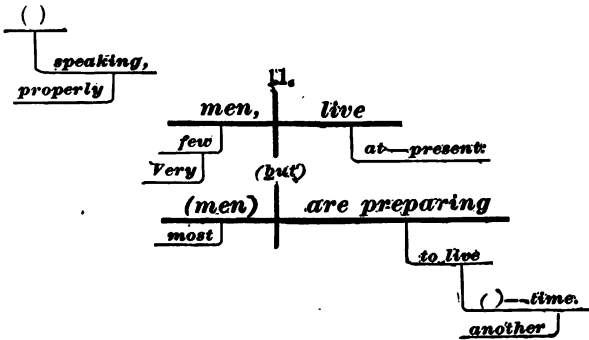 ( )
speaking,
properly
11.
men, live
few at—present:
Very (but)
(men) are preparing
most
to live
( )—time.
another